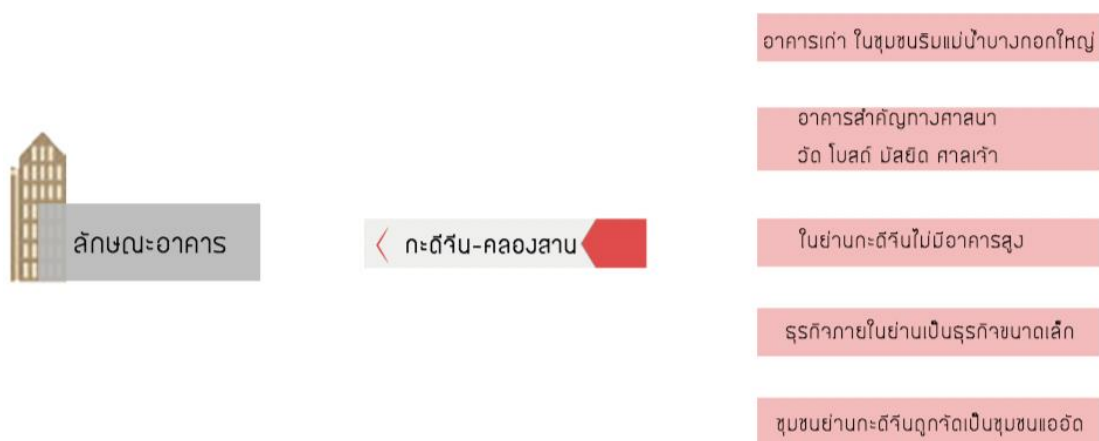 ลักษณะอาคาร
กะดีจีน-คลองสาน
อาคารเก่า ในชุมชนริมแม่น้ำบางกอกใหญ่
อาคารสำคัญทางศาสนา
วัด โบสถ์ มัสยิด ศาลเจ้า
ในย่านกะดีจีนไม่มีอาคารสูง
ธุรกิจภายในย่านเป็นธุรกิจขนาดเล็ก
ชุมชนย่านกะดีจีนถูกจัดเป็นชุมชนแออัด